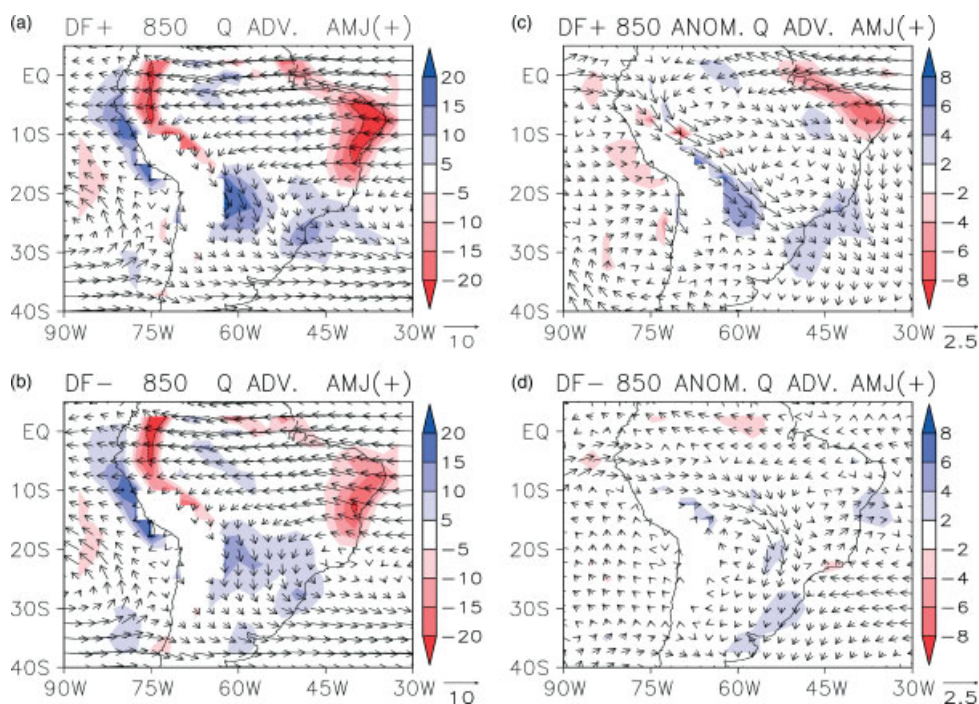 (a) DF+ 850 Q ADV. AMJ(+)
EQ
10S
20S
30S
40S
90W 75W 60W 45W 30W
20
15
10
5
−5
−10
−15
−20
10
(c) DF+ 850 ANOM. Q ADV. AMJ(+)
EQ
10S
20S
30S
40S
90W 75W 60W 45W 30W
8
6
4
2
−2
−4
−6
−8
2.5
(b) DF− 850 Q ADV. AMJ(+)
EQ
10S
20S
30S
40S
90W 75W 60W 45W 30W
20
15
10
5
−5
−10
−15
−20
10
(d) DF− 850 ANOM. Q ADV. AMJ(+)
EQ
10S
20S
30S
40S
90W 75W 60W 45W 30W
8
6
4
2
−2
−4
−6
−8
2.5